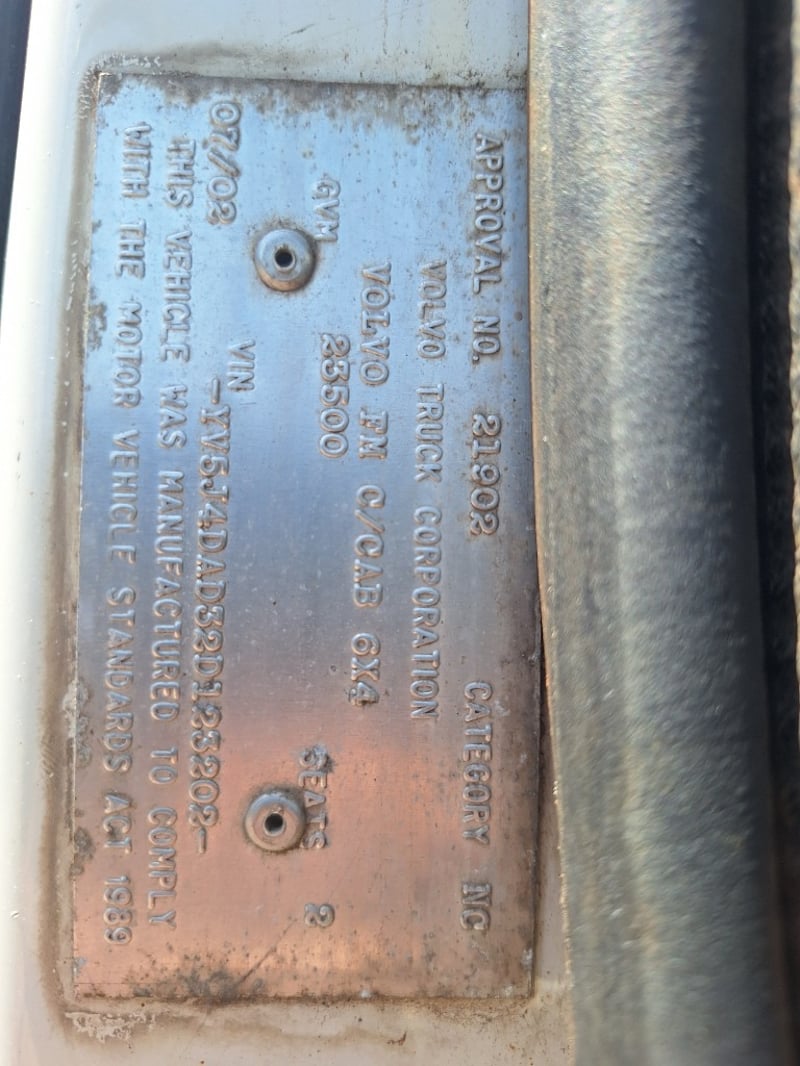 APPROVAL NO. 21902 CATEGORY NC
VOLVO TRUCK CORPORATION
VOLVO FM C/CAB 6X4
GVM 23500 SEATS 2
VIN
07/02 -YV5J4DAD32D123202-
THIS VEHICLE WAS MANUFACTURED TO COMPLY
WITH THE MOTOR VEHICLE STANDARDS ACT 1989